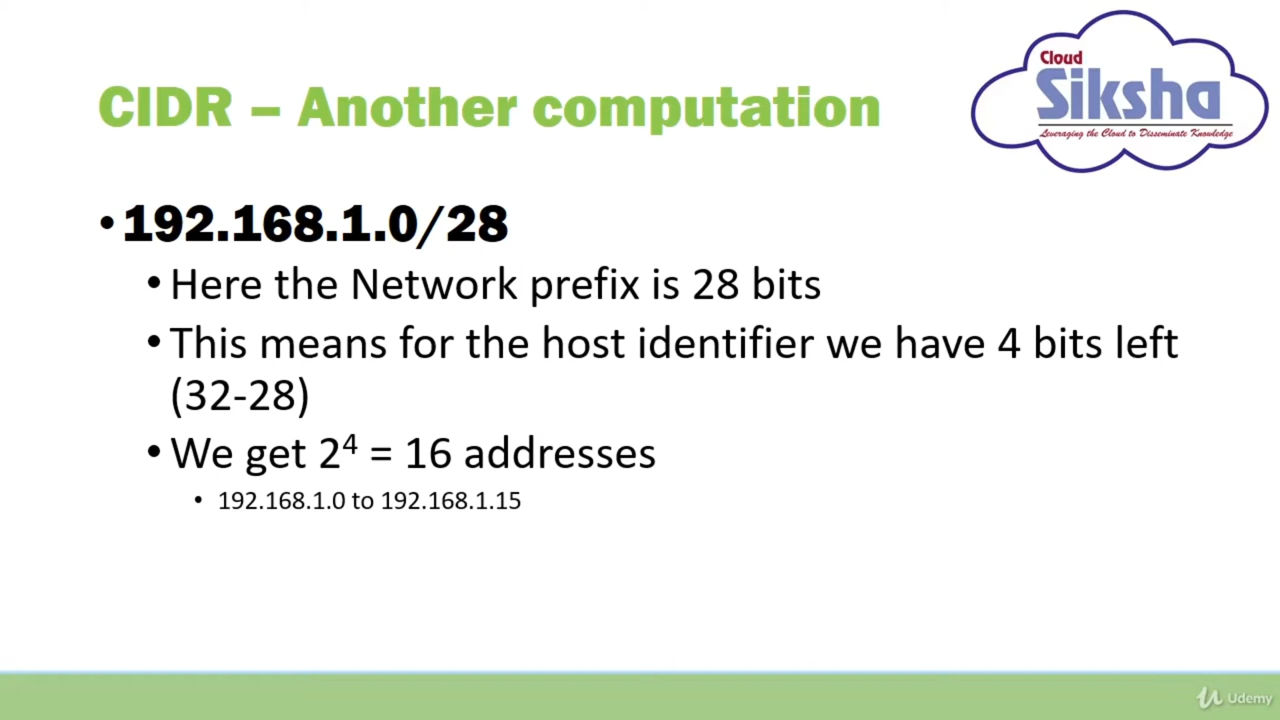 Cloud
Siksha
Leveraging the Cloud to Disseminate Knowledge
CIDR – Another computation
•192.168.1.0/28
•Here the Network prefix is 28 bits
•This means for the host identifier we have 4 bits left
(32-28)
•We get 2⁴ = 16 addresses
• 192.168.1.0 to 192.168.1.15
Udemy